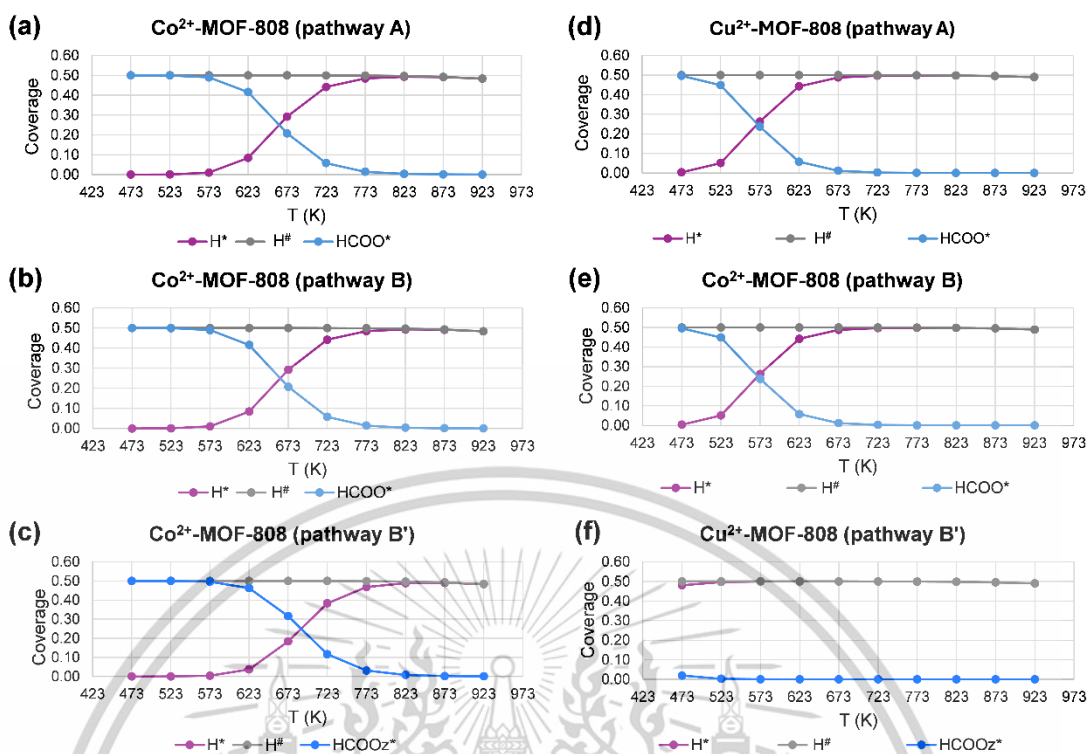 (a) Co²⁺-MOF-808 (pathway A)
0.60
0.50
0.40
0.30
0.20
0.10
0.00
Coverage
423 473 523 573 623 673 723 773 823 873 923 973
T (K)
H* H# HCOO*
(b) Co²⁺-MOF-808 (pathway B)
0.60
0.50
0.40
0.30
0.20
0.10
0.00
Coverage
423 473 523 573 623 673 723 773 823 873 923 973
T (K)
H* H# HCOO*
(c) Co²⁺-MOF-808 (pathway B')
0.60
0.50
0.40
0.30
0.20
0.10
0.00
Coverage
423 473 523 573 623 673 723 773 823 873 923 973
T (K)
H* H# HCOOz*
(d) Cu²⁺-MOF-808 (pathway A)
0.60
0.50
0.40
0.30
0.20
0.10
0.00
Coverage
423 473 523 573 623 673 723 773 823 873 923 973
T (K)
H* H# HCOO*
(e) Co²⁺-MOF-808 (pathway B)
0.60
0.50
0.40
0.30
0.20
0.10
0.00
Coverage
423 473 523 573 623 673 723 773 823 873 923 973
T (K)
H* H# HCOO*
(f) Cu²⁺-MOF-808 (pathway B')
0.60
0.50
0.40
0.30
0.20
0.10
0.00
Coverage
423 473 523 573 623 673 723 773 823 873 923 973
T (K)
H* H# HCOOz*